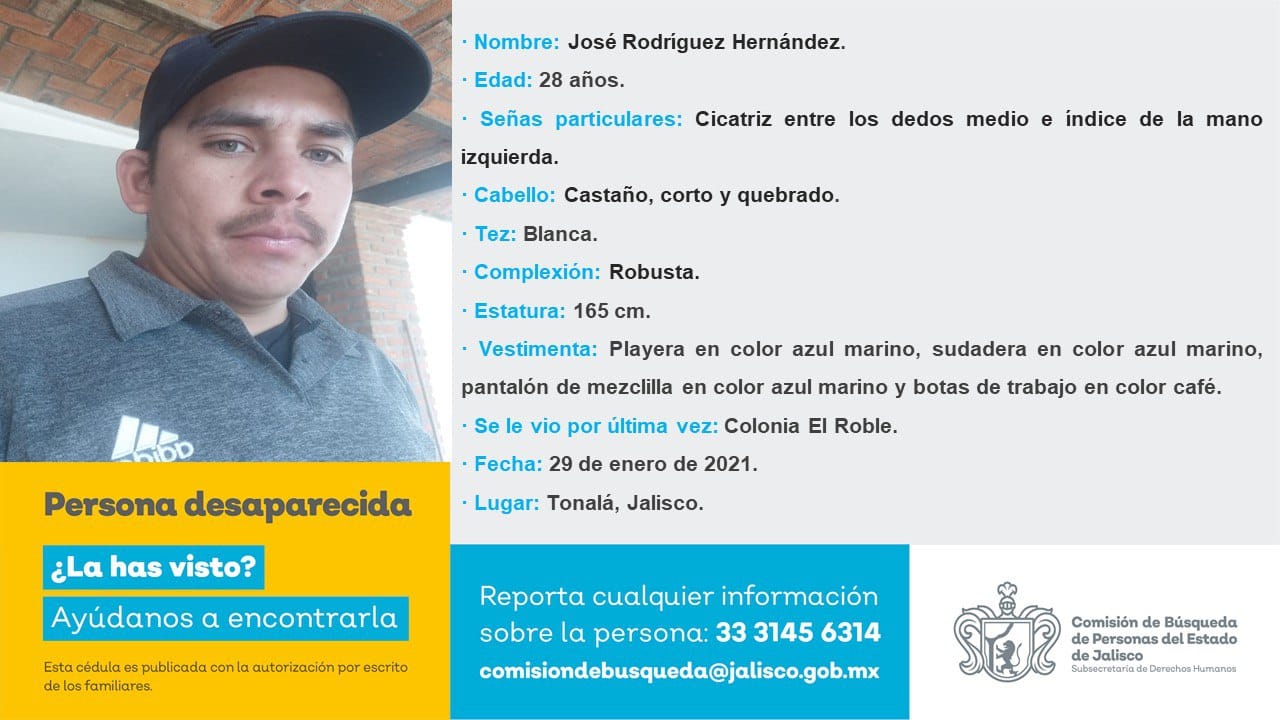 · Nombre: José Rodríguez Hernández.
· Edad: 28 años.
· Señas particulares: Cicatriz entre los dedos medio e índice de la mano
izquierda.
· Cabello: Castaño, corto y quebrado.
· Tez: Blanca.
· Complexión: Robusta.
· Estatura: 165 cm.
· Vestimenta: Playera en color azul marino, sudadera en color azul marino,
pantalón de mezclilla en color azul marino y botas de trabajo en color café.
· Se le vio por última vez: Colonia El Roble.
· Fecha: 29 de enero de 2021.
· Lugar: Tonalá, Jalisco.
adidas
Persona desaparecida
¿La has visto?
Ayúdanos a encontrarla
Esta cédula es publicada con la autorización por escrito
de los familiares.
Reporta cualquier información
sobre la persona: 33 3145 6314
comisiondebusqueda@jalisco.gob.mx
Comisión de Búsqueda
de Personas del Estado
de Jalisco
Subsecretaría de Derechos Humanos